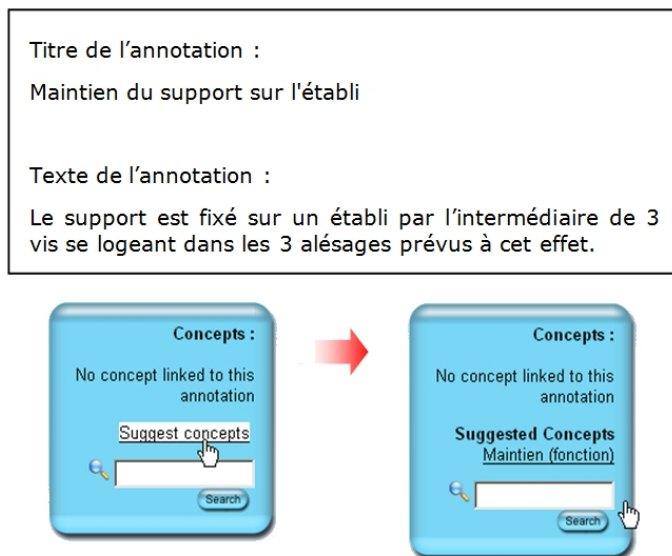 Titre de l’annotation :
Maintien du support sur l'établi
Texte de l’annotation :
Le support est fixé sur un établi par l’intermédiaire de 3
vis se logeant dans les 3 alésages prévus à cet effet.
Concepts :
No concept linked to this
annotation
Suggest concepts
Search
Concepts :
No concept linked to this
annotation
Suggested Concepts
Maintien (fonction)
Search